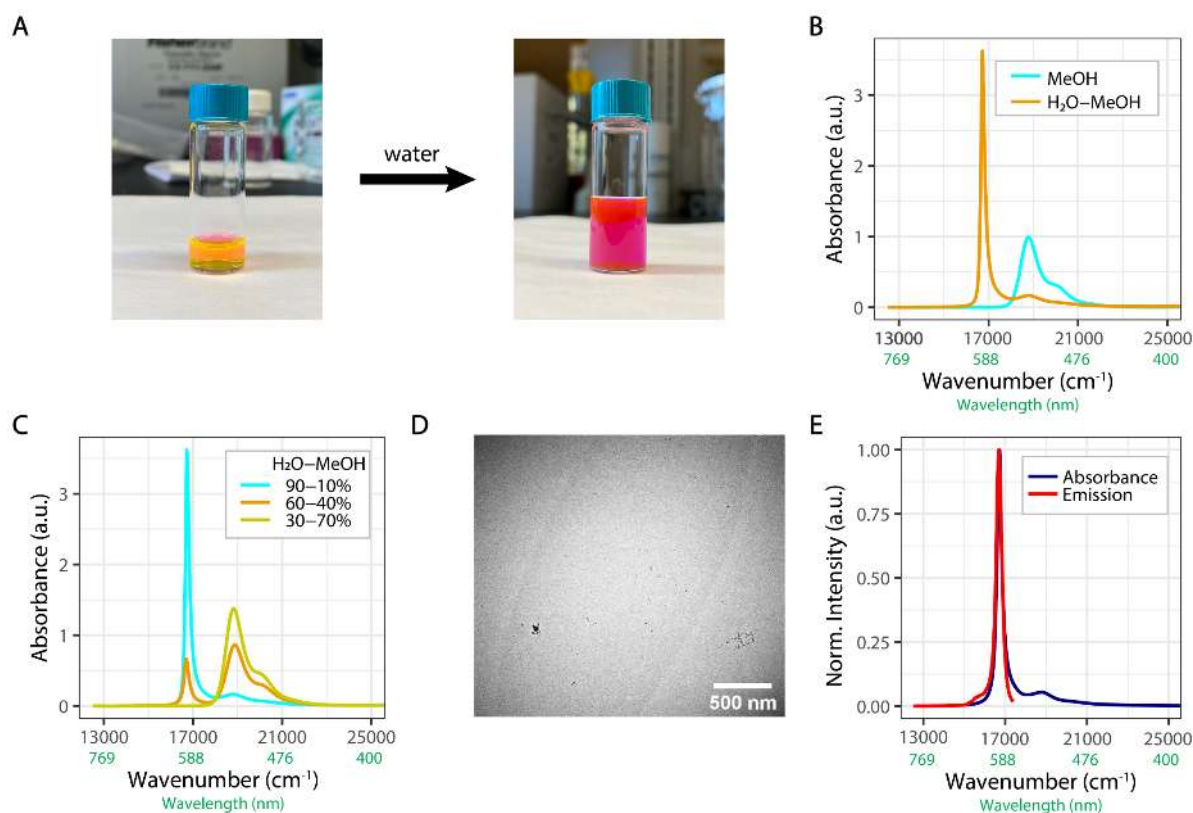 A
Fisherbrand
water
B
MeOH
H₂O–MeOH
Absorbance (a.u.)
3
2
1
0
13000 17000 21000 25000
769 588 476 400
Wavenumber (cm⁻¹)
Wavelength (nm)
C
H₂O–MeOH
90–10%
60–40%
30–70%
Absorbance (a.u.)
3
2
1
0
13000 17000 21000 25000
769 588 476 400
Wavenumber (cm⁻¹)
Wavelength (nm)
D
500 nm
E
Absorbance
Emission
Norm. Intensity (a.u.)
1.00
0.75
0.50
0.25
0.00
13000 17000 21000 25000
769 588 476 400
Wavenumber (cm⁻¹)
Wavelength (nm)